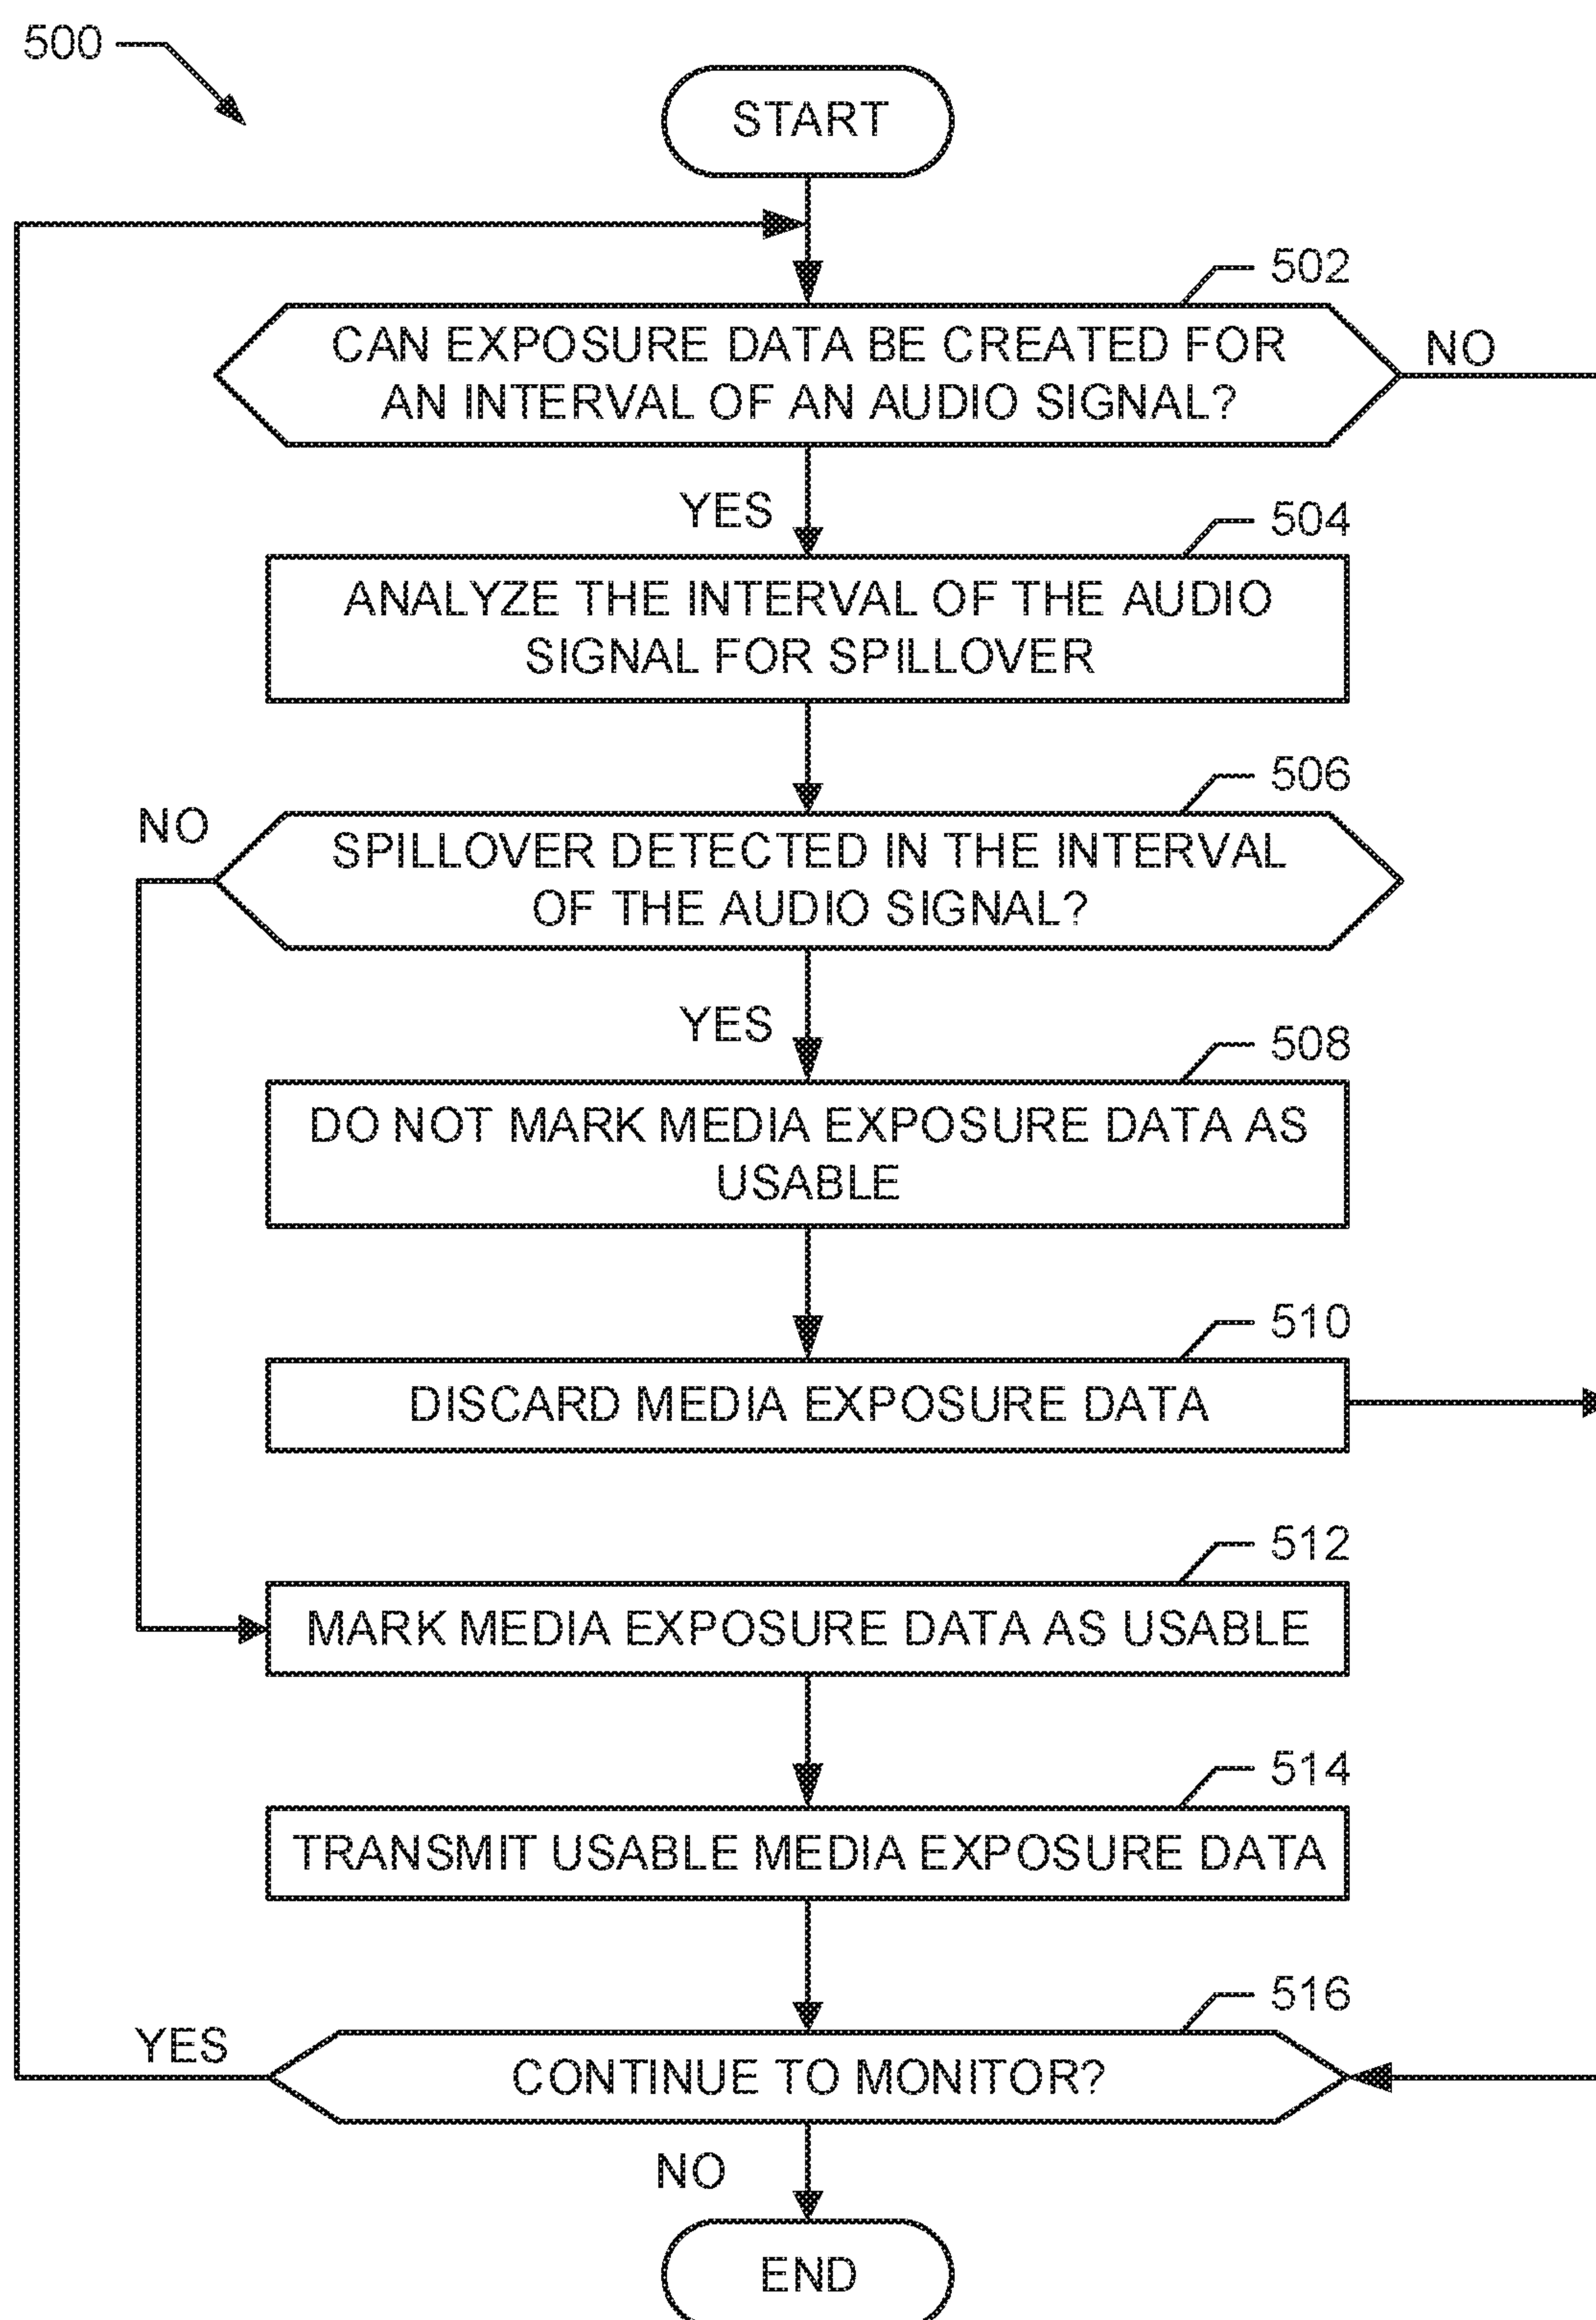 500
START
502
CAN EXPOSURE DATA BE CREATED FOR
AN INTERVAL OF AN AUDIO SIGNAL?
NO
YES
504
ANALYZE THE INTERVAL OF THE AUDIO
SIGNAL FOR SPILLOVER
506
NO
SPILLOVER DETECTED IN THE INTERVAL
OF THE AUDIO SIGNAL?
YES
508
DO NOT MARK MEDIA EXPOSURE DATA AS
USABLE
510
DISCARD MEDIA EXPOSURE DATA
512
MARK MEDIA EXPOSURE DATA AS USABLE
514
TRANSMIT USABLE MEDIA EXPOSURE DATA
516
YES
CONTINUE TO MONITOR?
NO
END